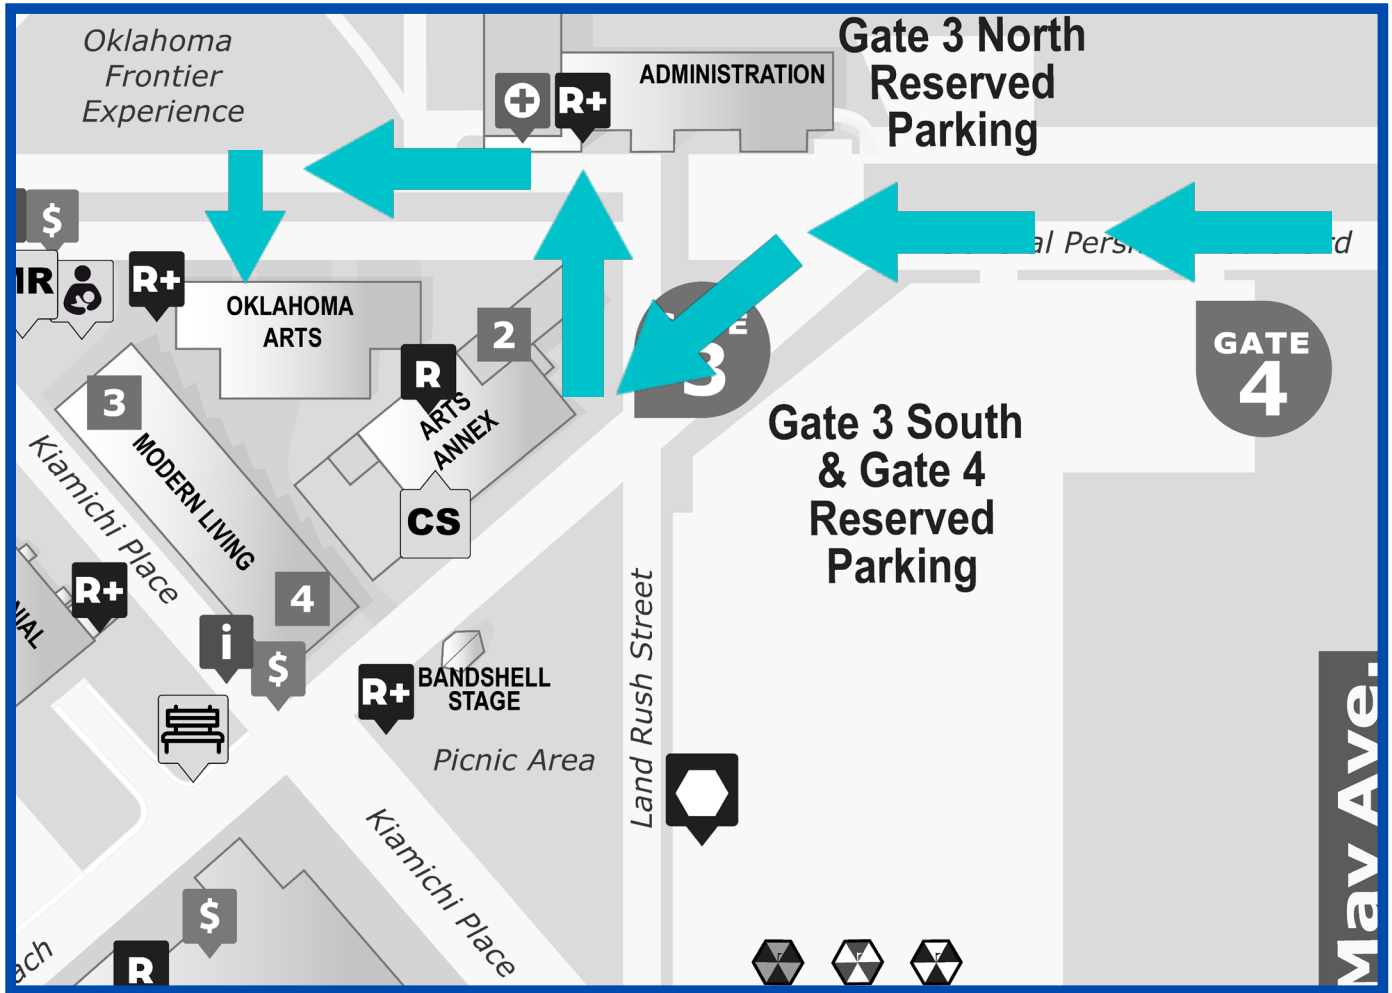 Oklahoma
Frontier
Experience
ADMINISTRATION
Gate 3 North
Reserved
Parking
R+
$
R+
OKLAHOMA
ARTS
2
3
GATE
4
3
R
ARTS
ANNEX
MODERN LIVING
CS
Gate 3 South
& Gate 4
Reserved
Parking
Kiamichi Place
R+
4
i
$
R+
BANDSHELL
STAGE
Picnic Area
Land Rush Street
Kiamichi Place
May Ave.
$
R